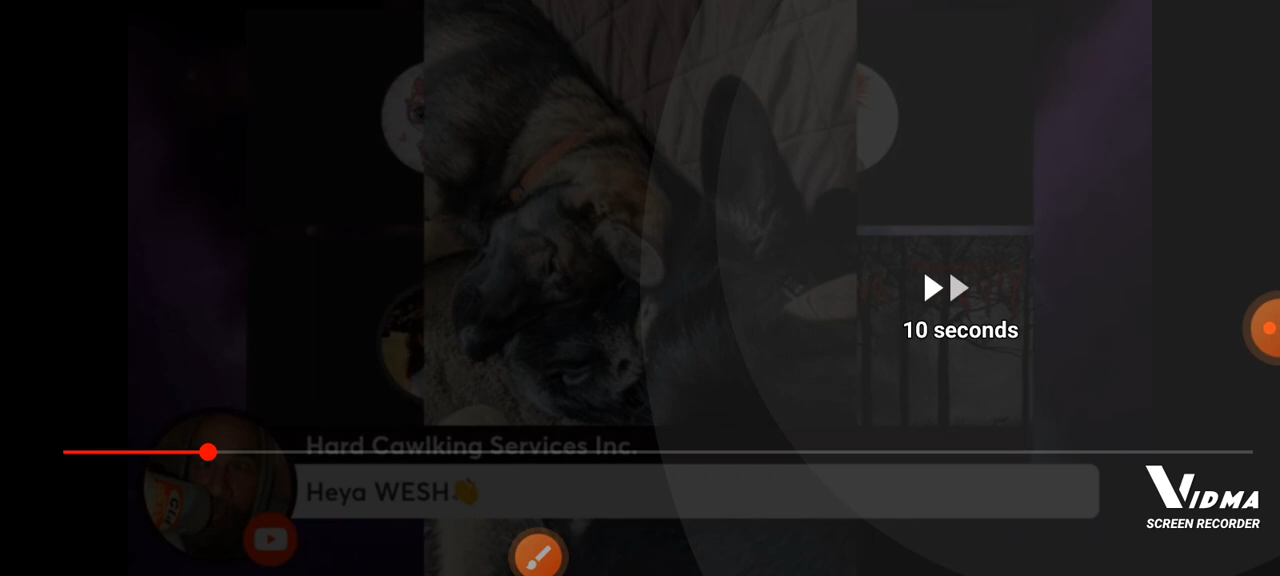 10 seconds
Hard Cawlking Services Inc.
Heya WESH👏
VIDMA
SCREEN RECORDER